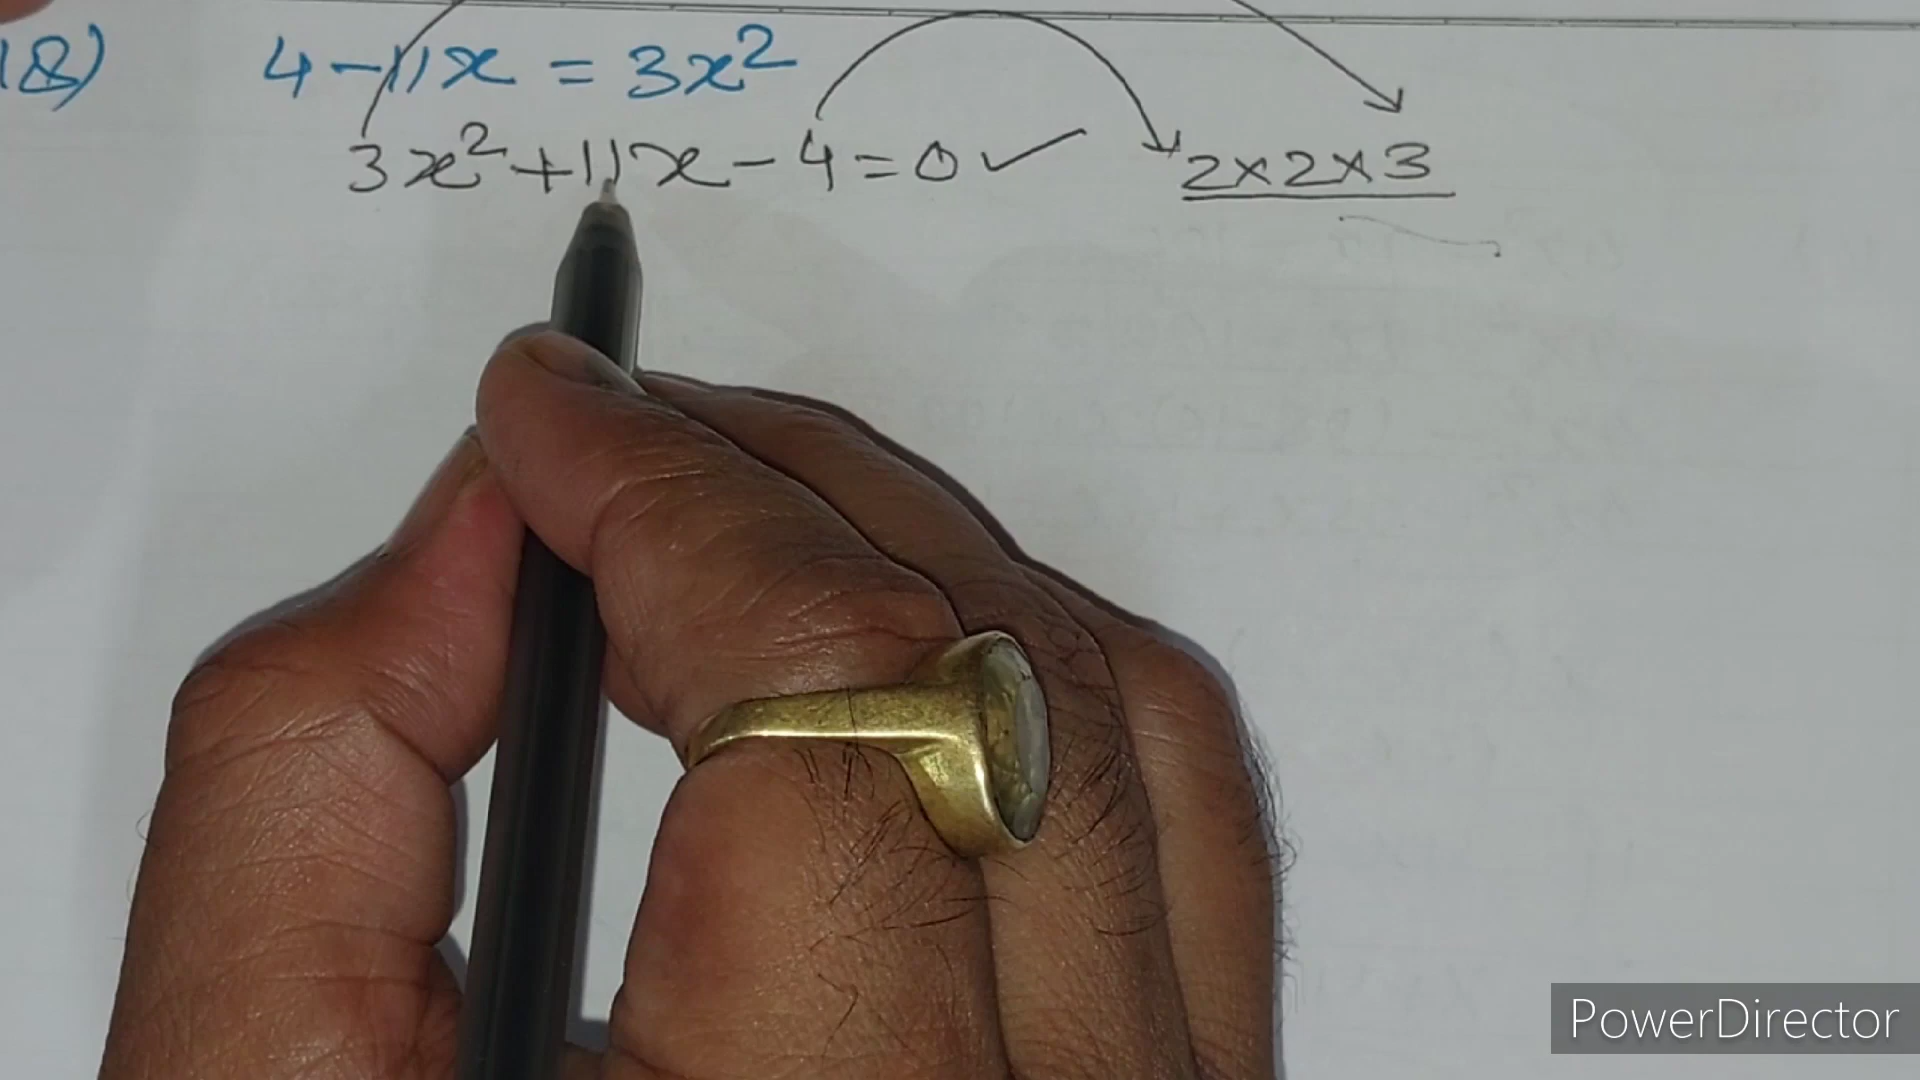 18) 4-11x = 3x²
3x²+11x-4=0✓ 2×2×3
PowerDirector